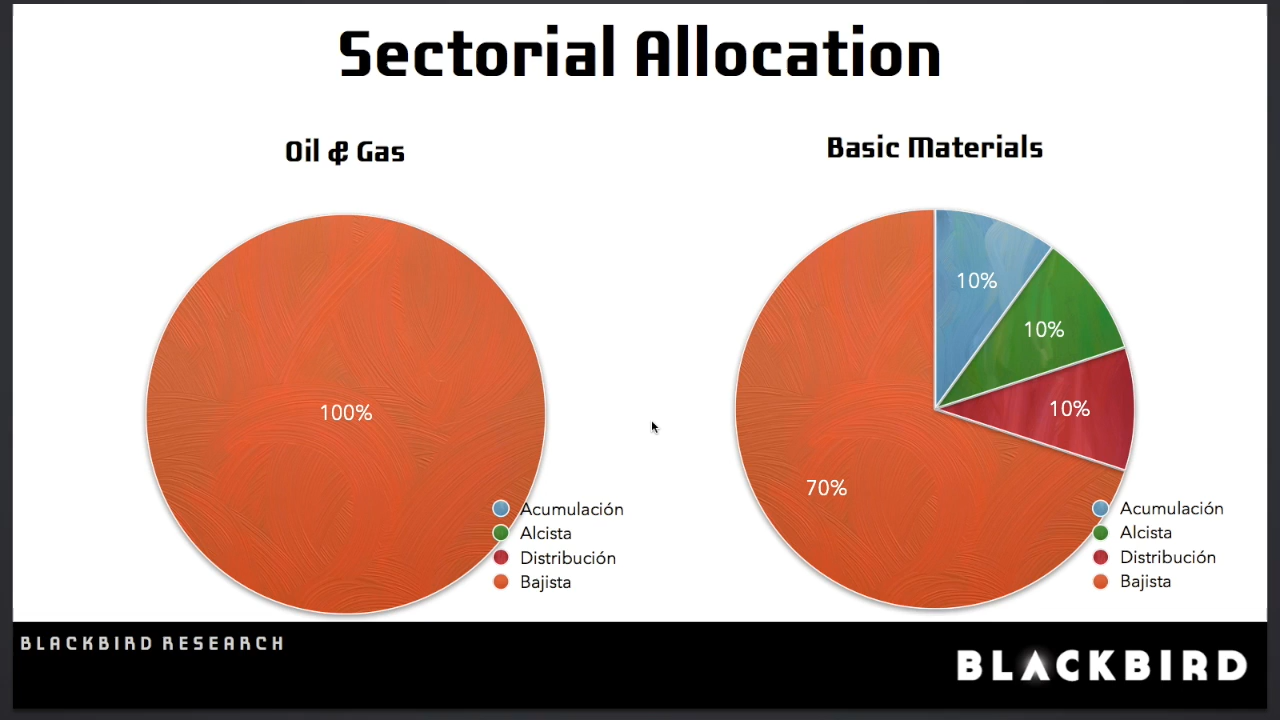 Sectorial Allocation
Oil & Gas
Basic Materials
100%
10%
10%
10%
70%
Acumulación
Alcista
Distribución
Bajista
Acumulación
Alcista
Distribución
Bajista
BLACKBIRD RESEARCH
BLACKBIRD